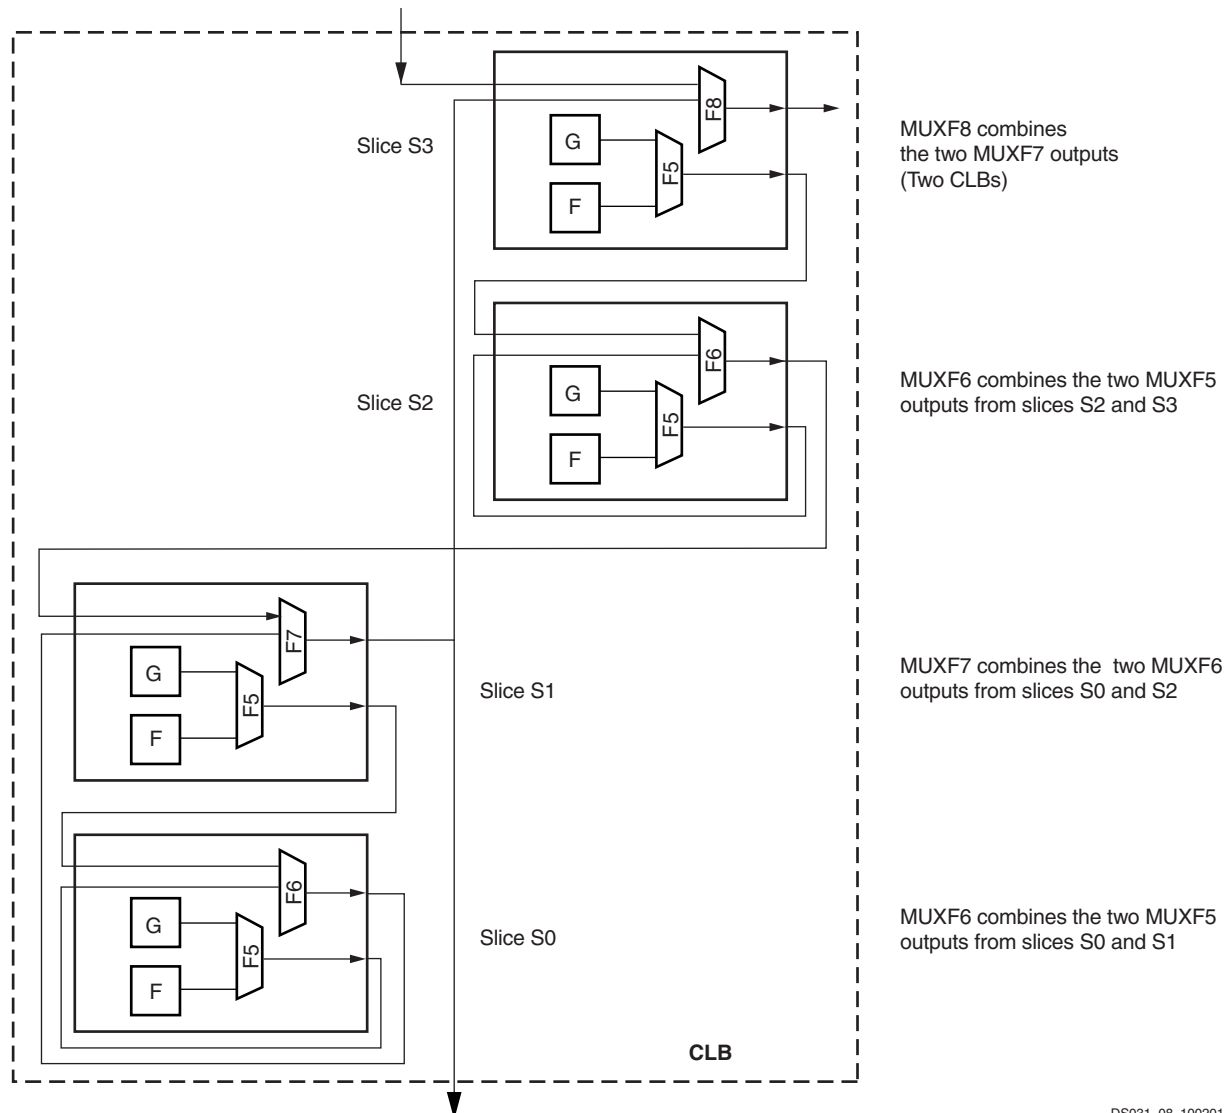 Slice S3
G
F
F5
F8
MUXF8 combines
the two MUXF7 outputs
(Two CLBs)
Slice S2
G
F
F5
F6
MUXF6 combines the two MUXF5
outputs from slices S2 and S3
G
F
F5
F7
Slice S1
MUXF7 combines the two MUXF6
outputs from slices S0 and S2
G
F
F5
F6
Slice S0
MUXF6 combines the two MUXF5
outputs from slices S0 and S1
CLB
DS031_08_100201